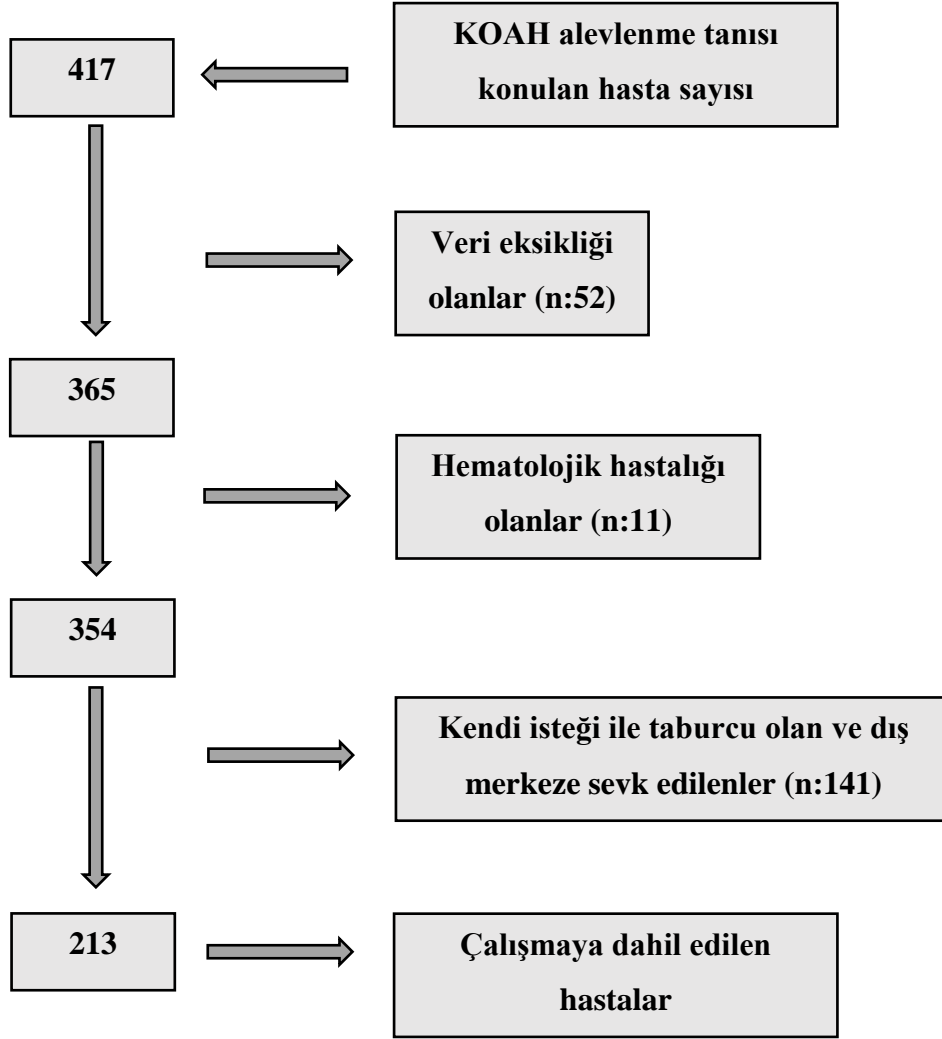 417
KOAH alevlenme tanısı
konulan hasta sayısı
Veri eksikliği
olanlar (n:52)
365
Hematolojik hastalığı
olanlar (n:11)
354
Kendi isteği ile taburcu olan ve dış
merkeze sevk edilenler (n:141)
213
Çalışmaya dahil edilen
hastalar